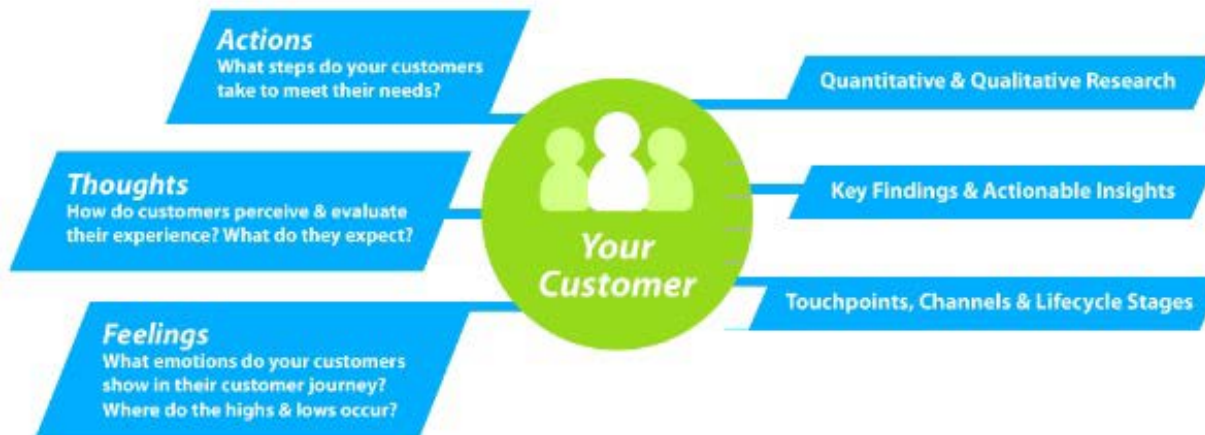 Actions
What steps do your customers
take to meet their needs?
Thoughts
How do customers perceive & evaluate
their experience? What do they expect?
Feelings
What emotions do your customers
show in their customer journey?
Where do the highs & lows occur?
Your
Customer
Quantitative & Qualitative Research
Key Findings & Actionable Insights
Touchpoints, Channels & Lifecycle Stages